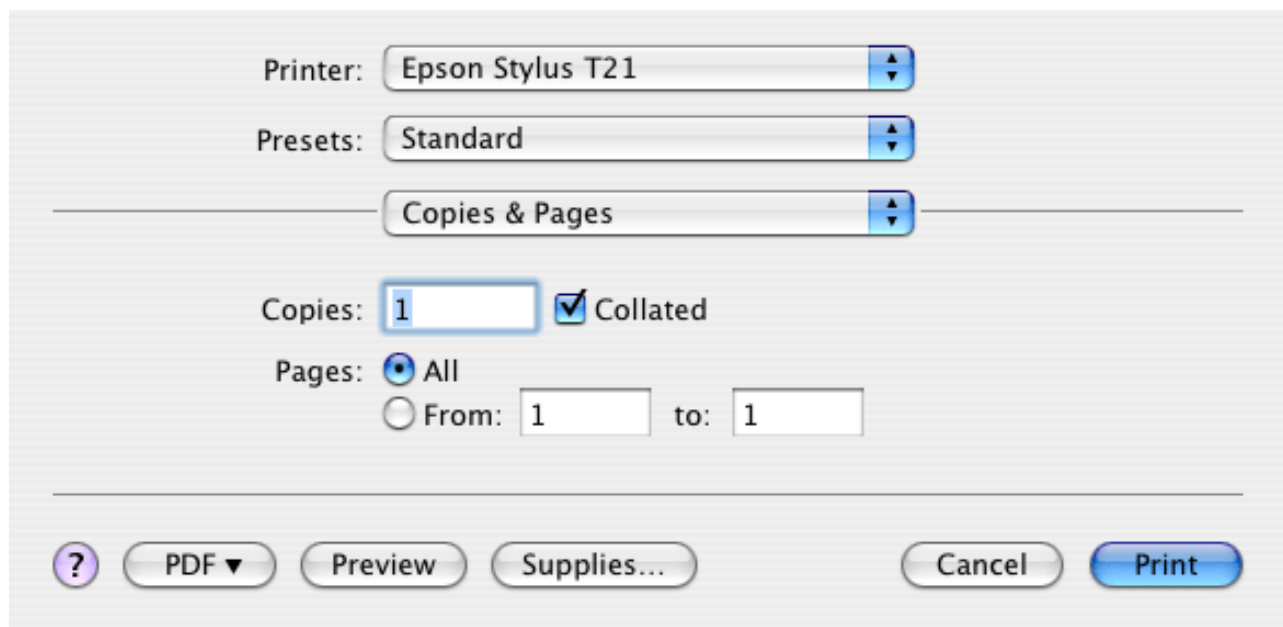 Printer: Epson Stylus T21
Presets: Standard
Copies & Pages
Copies: 1 Collated
Pages: All
From: 1 to: 1
? PDF ▼ Preview Supplies... Cancel Print